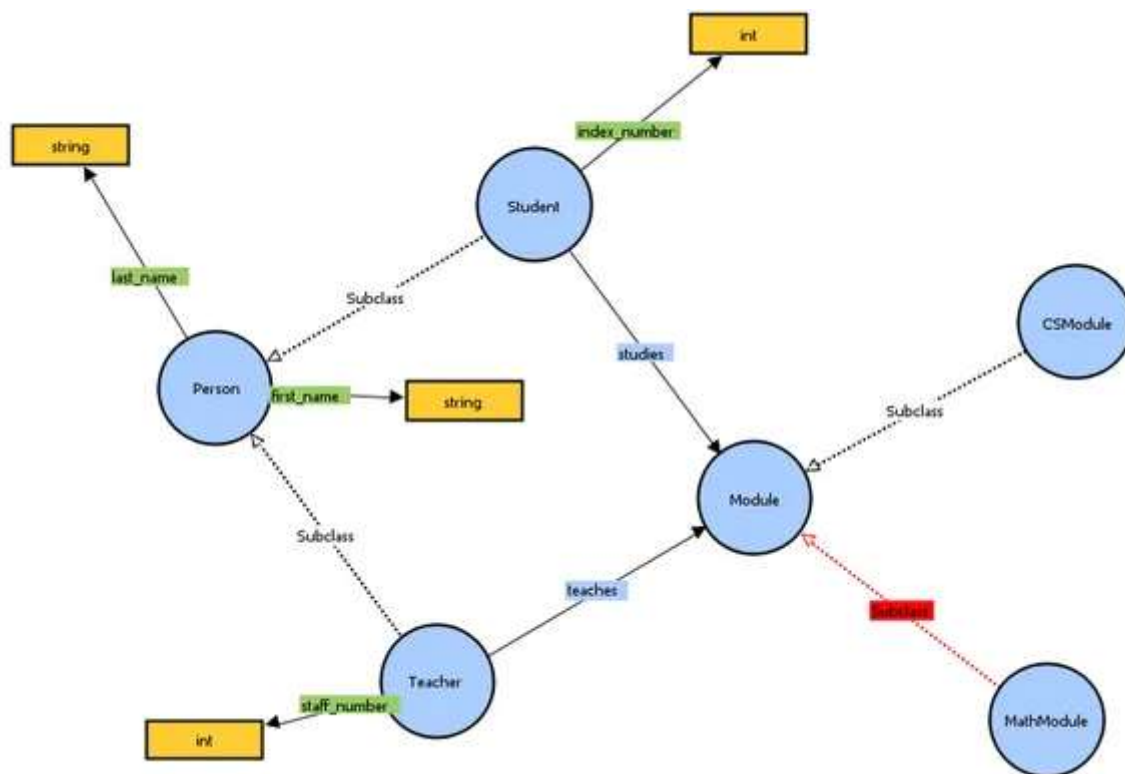 int
string
index_number
Student
last_name
Subclass
CSModule
studies
Person
first_name
string
Subclass
Module
Subclass
teaches
Subclass
Teacher
staff_number
MathModule
int